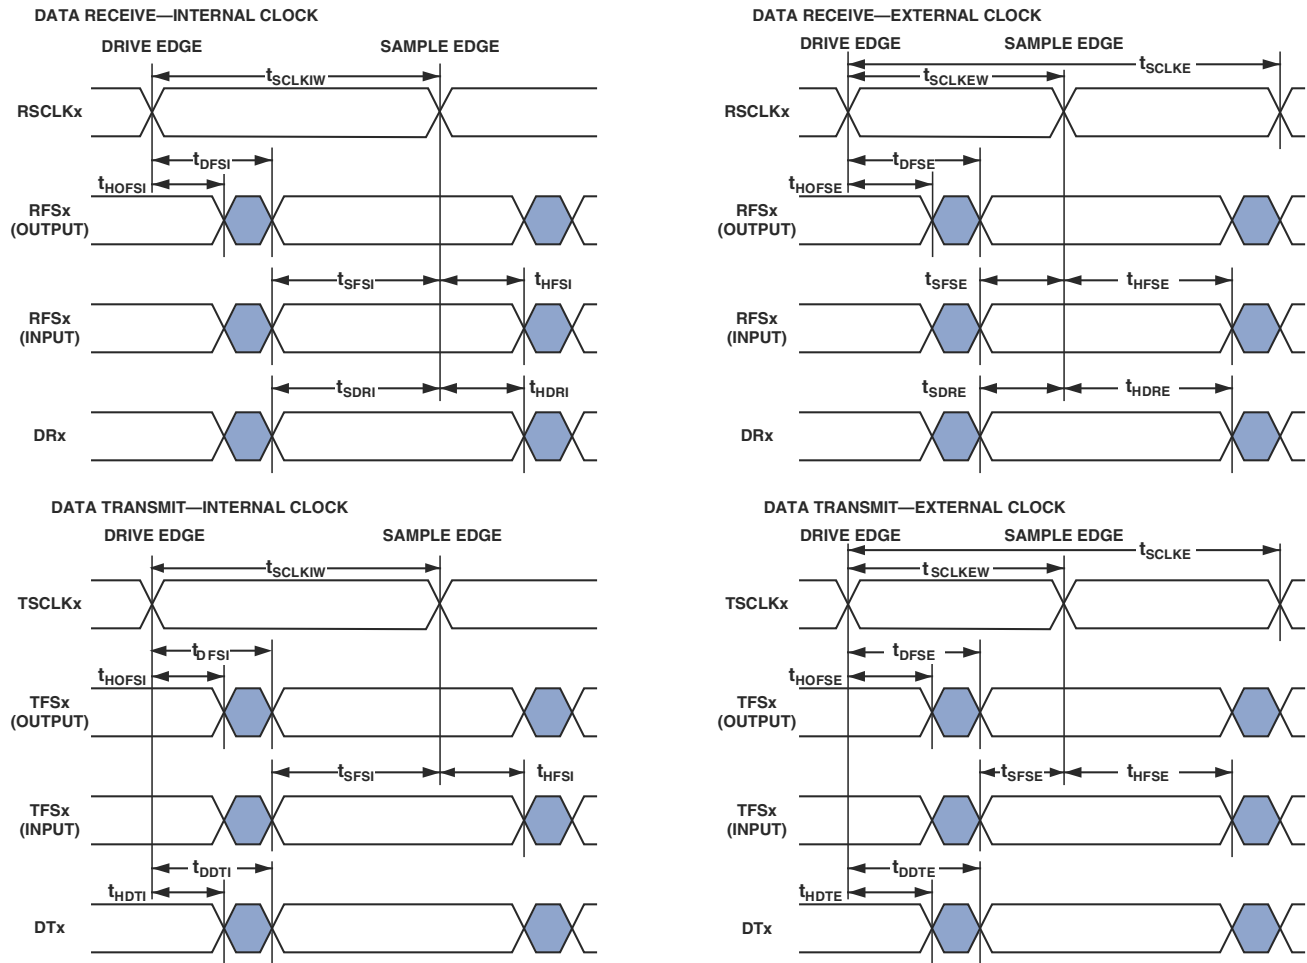 DATA RECEIVE—INTERNAL CLOCK
DRIVE EDGE
SAMPLE EDGE
tSCLKIW
RSCLKx
tDFSI
tHOFSI
RFSx
(OUTPUT)
tSFSI
tHFSI
RFSx
(INPUT)
tSDRI
tHDRI
DRx
DATA RECEIVE—EXTERNAL CLOCK
DRIVE EDGE
SAMPLE EDGE
tSCLKE
tSCLKEW
RSCLKx
tDFSE
tHOFSE
RFSx
(OUTPUT)
tSFSE
tHFSE
RFSx
(INPUT)
tSDRE
tHDRE
DRx
DATA TRANSMIT—INTERNAL CLOCK
DRIVE EDGE
SAMPLE EDGE
tSCLKIW
TSCLKx
tDFSI
tHOFSI
TFSx
(OUTPUT)
tSFSI
tHFSI
TFSx
(INPUT)
tDDTI
tHDTI
DTx
DATA TRANSMIT—EXTERNAL CLOCK
DRIVE EDGE
SAMPLE EDGE
tSCLKE
tSCLKEW
TSCLKx
tDFSE
tHOFSE
TFSx
(OUTPUT)
tSFSE
tHFSE
TFSx
(INPUT)
tDDTE
tHDTE
DTx